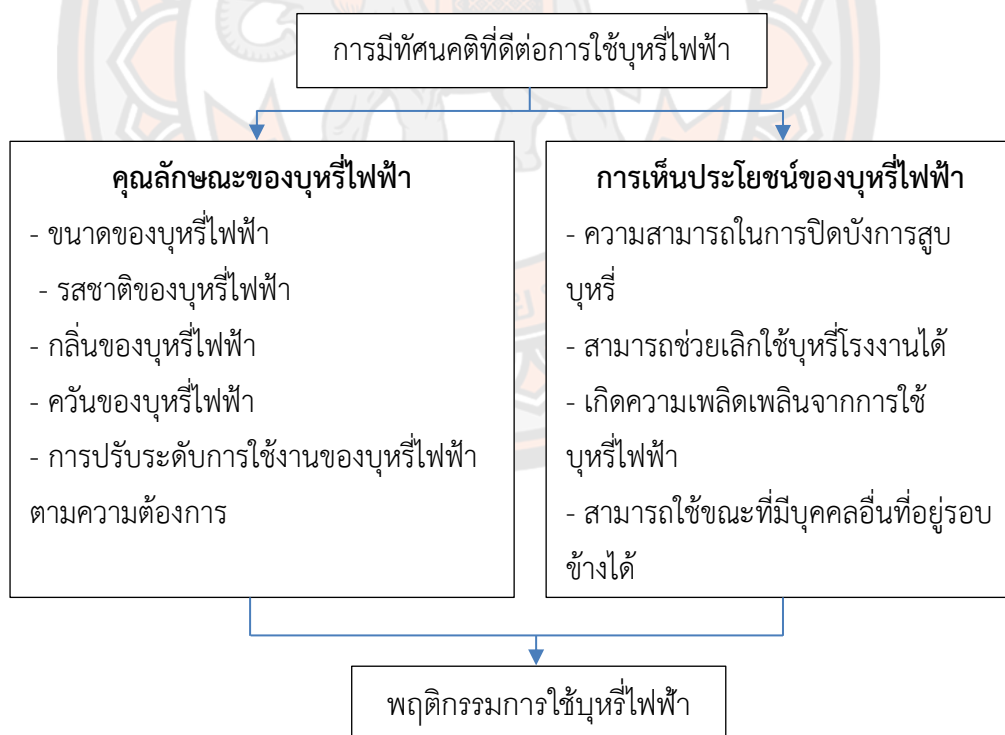 การมีทัศนคติที่ดีต่อการใช้บุหรี่ไฟฟ้า
คุณลักษณะของบุหรี่ไฟฟ้า
- ขนาดของบุหรี่ไฟฟ้า
- รสชาติของบุหรี่ไฟฟ้า
- กลิ่นของบุหรี่ไฟฟ้า
- ควันของบุหรี่ไฟฟ้า
- การปรับระดับการใช้งานของบุหรี่ไฟฟ้า
ตามความต้องการ
การเห็นประโยชน์ของบุหรี่ไฟฟ้า
- ความสามารถในการปิดบังการสูบ
บุหรี่
- สามารถช่วยเลิกใช้บุหรี่โรงงานได้
- เกิดความเพลิดเพลินจากการใช้
บุหรี่ไฟฟ้า
- สามารถใช้ขณะที่มีบุคคลอื่นที่อยู่รอบ
ข้างได้
พฤติกรรมการใช้บุหรี่ไฟฟ้า